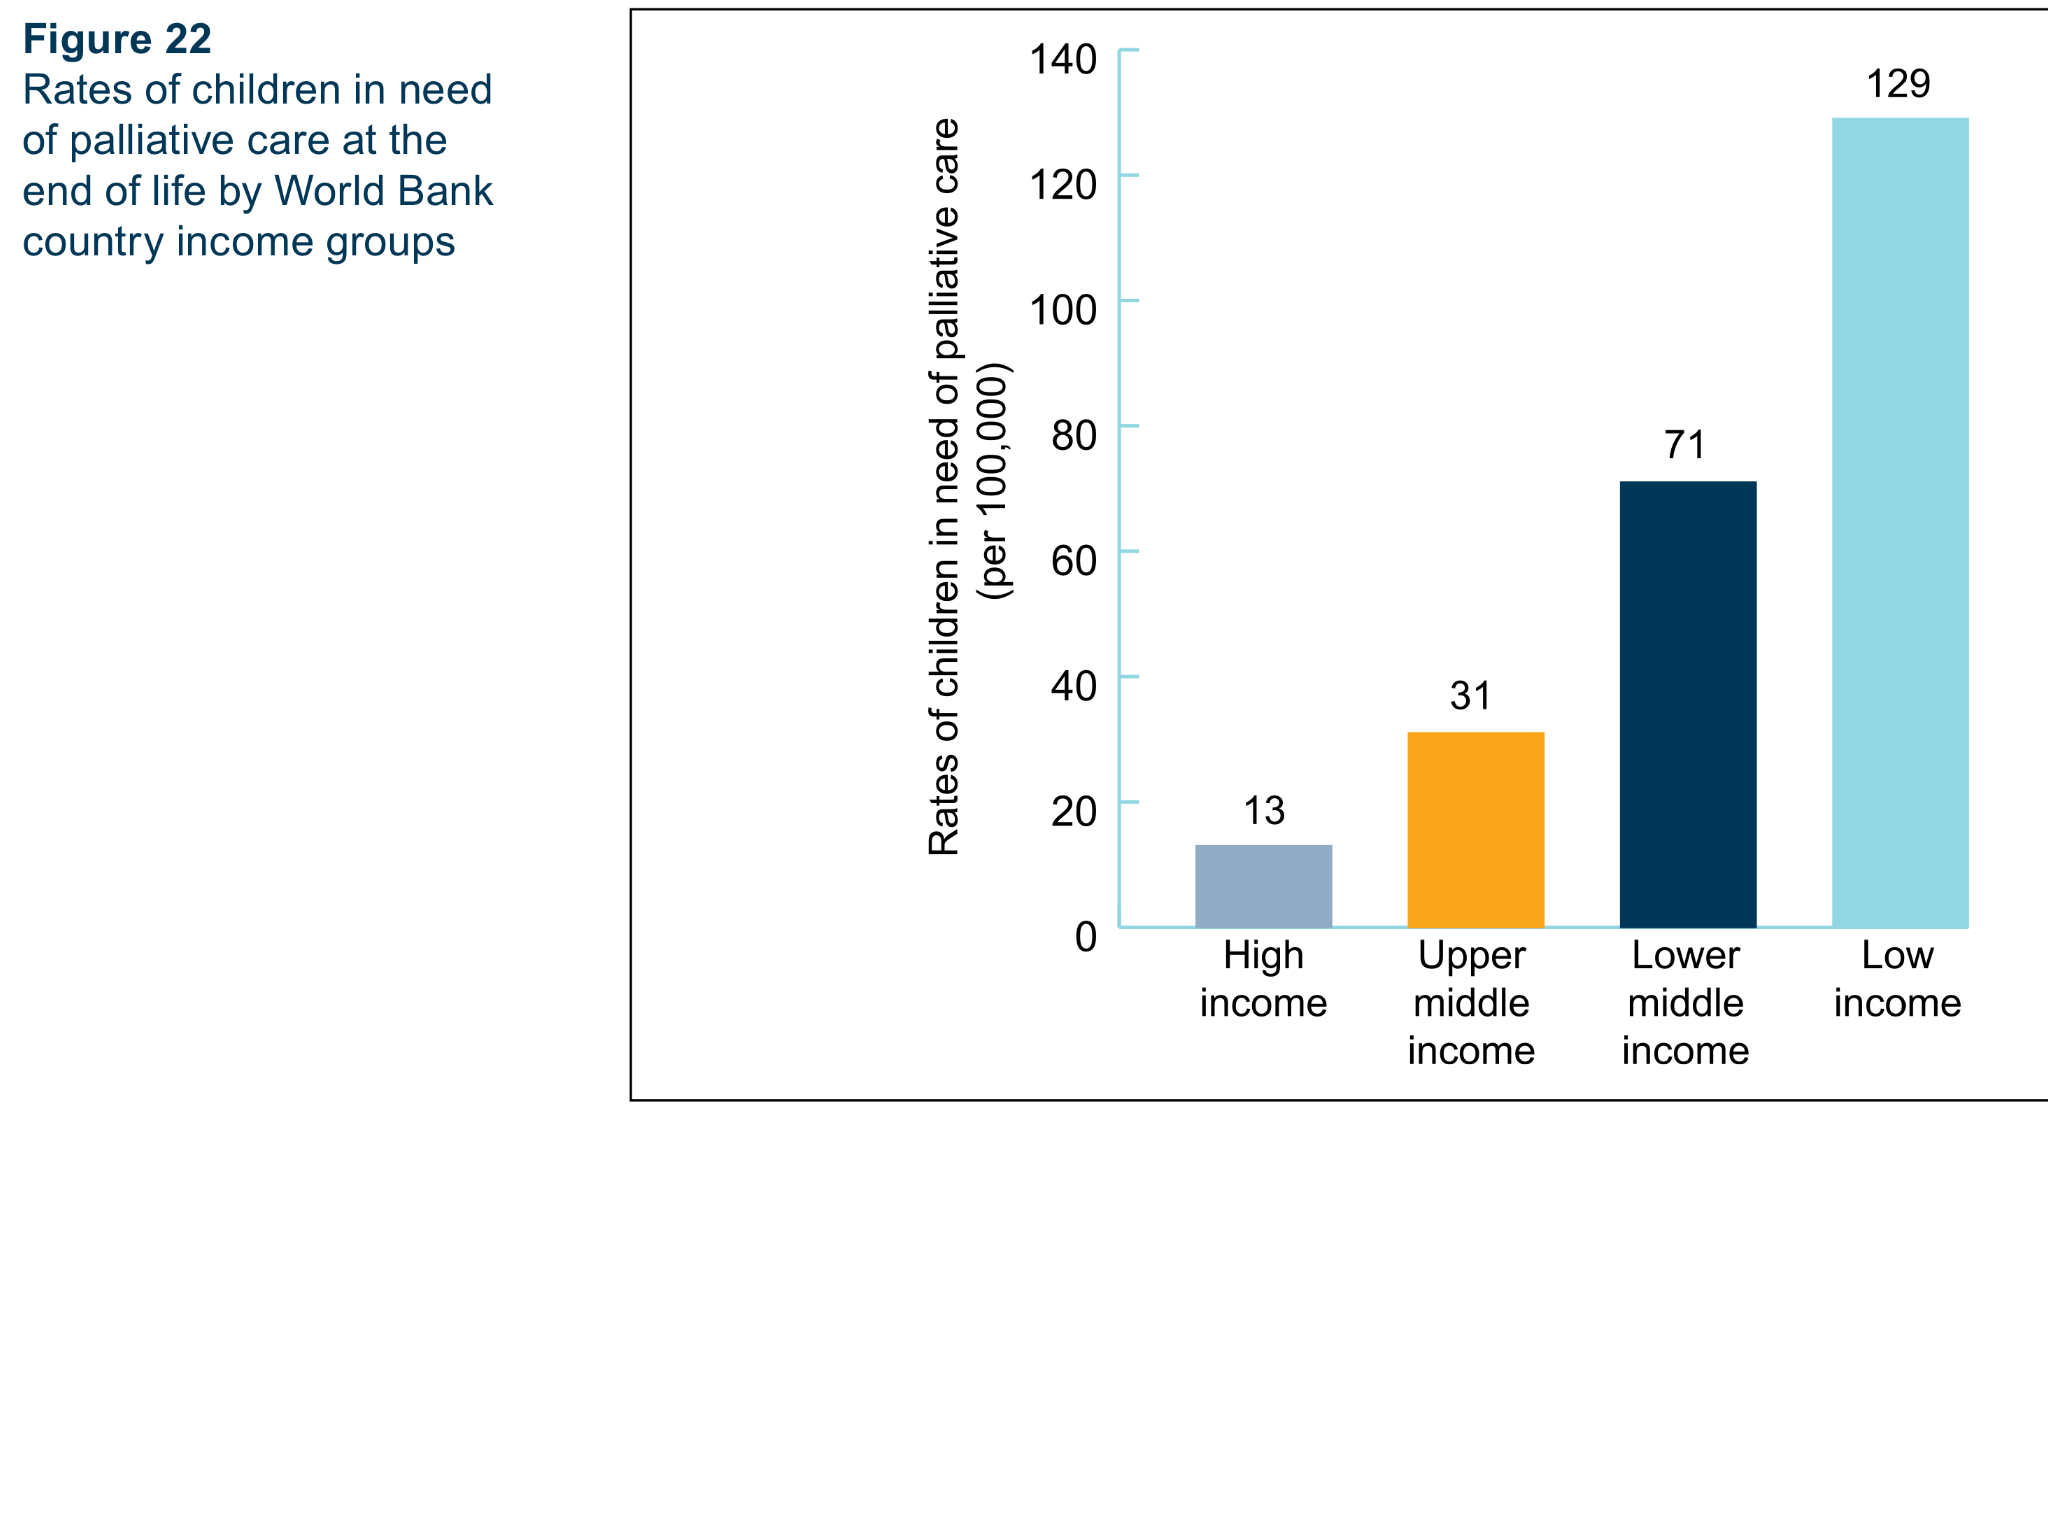 Figure 22
Rates of children in need
of palliative care at the
end of life by World Bank
country income groups
Rates of children in need of palliative care
(per 100,000)
140
120
100
80
60
40
20
0
13
31
71
129
High
income
Upper
middle
income
Lower
middle
income
Low
income